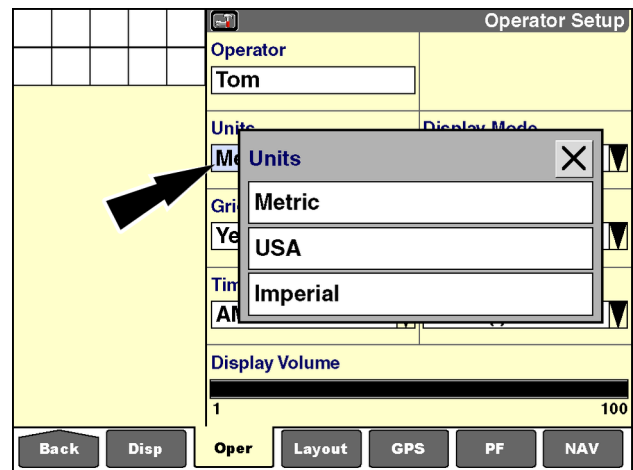 Operator Setup
Operator
Tom
Units
Display Mode
Units
Metric
USA
Imperial
Display Volume
1
100
Back
Disp
Oper
Layout
GPS
PF
NAV